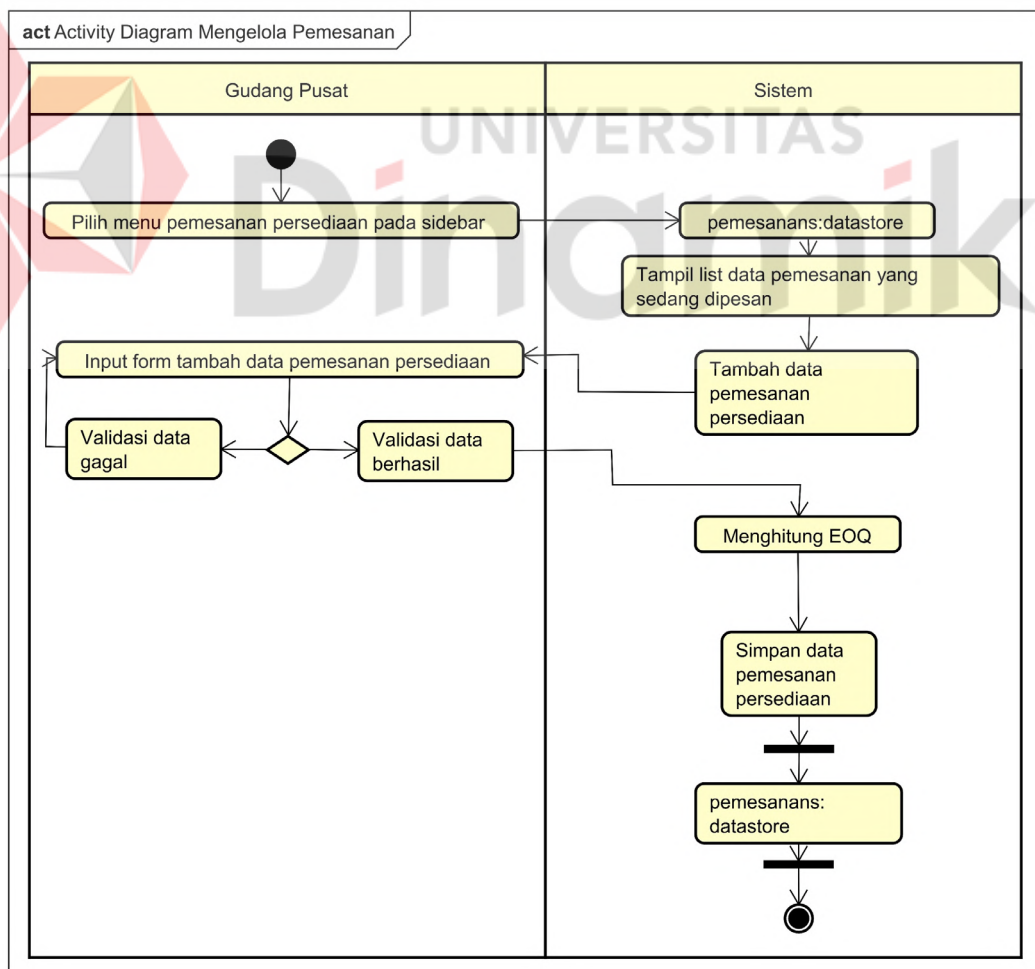 act Activity Diagram Mengelola Pemesanan
Gudang Pusat
Sistem
UNIVERSITAS
Dinamika
Pilih menu pemesanan persediaan pada sidebar
pemesanans:datastore
Tampil list data pemesanan yang
sedang dipesan
Input form tambah data pemesanan persediaan
Tambah data
pemesanan
persediaan
Validasi data
gagal
Validasi data
berhasil
Menghitung EOQ
Simpan data
pemesanan
persediaan
pemesanans:
datastore